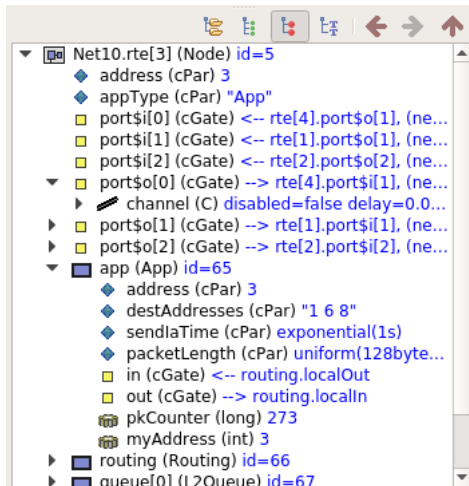 Net10.rte[3] (Node) id=5
address (cPar) 3
appType (cPar) "App"
port$i[0] (cGate) <-- rte[4].port$o[1], (ne...
port$i[1] (cGate) <-- rte[1].port$o[1], (ne...
port$i[2] (cGate) <-- rte[2].port$o[2], (ne...
port$o[0] (cGate) --> rte[4].port$i[1], (ne...
channel (C) disabled=false delay=0.0...
port$o[1] (cGate) --> rte[1].port$i[1], (ne...
port$o[2] (cGate) --> rte[2].port$i[2], (ne...
app (App) id=65
address (cPar) 3
destAddresses (cPar) "1 6 8"
sendIaTime (cPar) exponential(1s)
packetLength (cPar) uniform(128byte...
in (cGate) <-- routing.localOut
out (cGate) --> routing.localIn
pkCounter (long) 273
myAddress (int) 3
routing (Routing) id=66
queue[0] (L2Queue) id=67